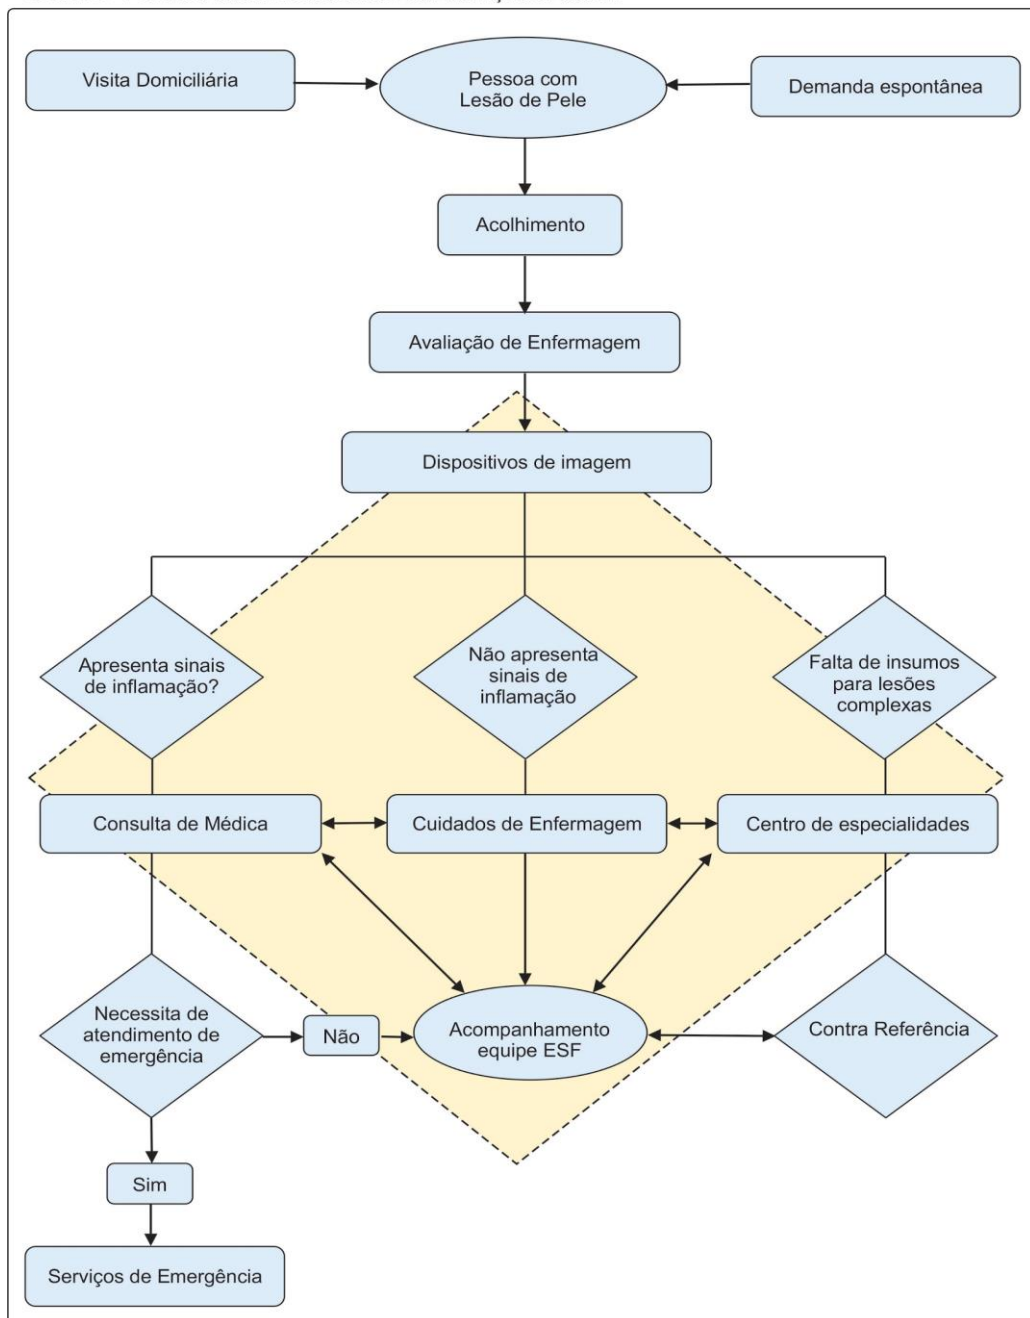 Visita Domiciliária
Pessoa com
Lesão de Pele
Demanda espontânea
Acolhimento
Avaliação de Enfermagem
Dispositivos de imagem
Apresenta sinais
de inflamação?
Não apresenta
sinais de
inflamação
Falta de insumos
para lesões
complexas
Consulta de Médica
Cuidados de Enfermagem
Centro de especialidades
Necessita de
atendimento de
emergência
Não
Acompanhamento
equipe ESF
Contra Referência
Sim
Serviços de Emergência